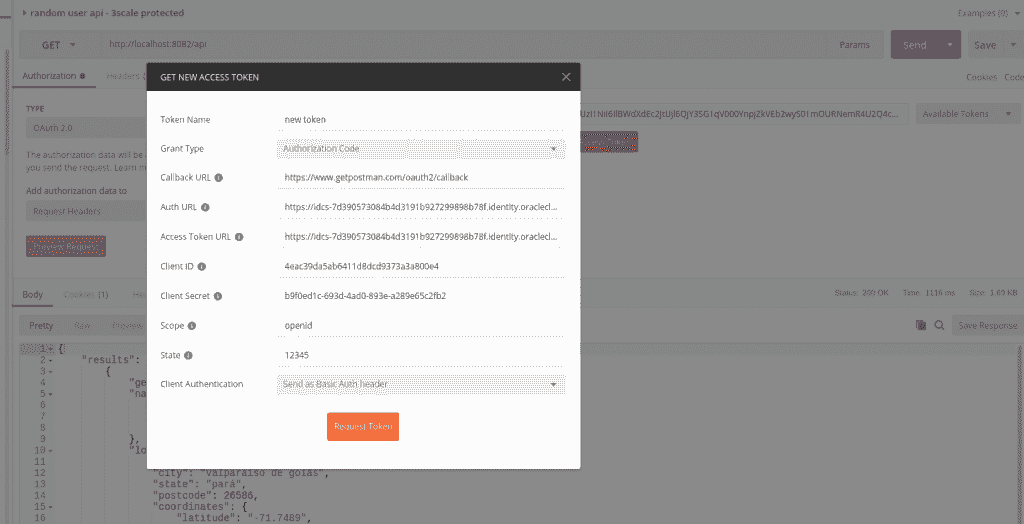 random user api - 3scale protected
Examples (0)
GET
http://localhost:8082/api
Params
Send
Save
Authorization
Headers
Cookies
Code
GET NEW ACCESS TOKEN
TYPE
OAuth 2.0
The authorization data will be
you send the request. Learn
Add authorization data to
Request Headers
Preview Request
Available Tokens
Token Name
new token
Grant Type
Authorization Code
Callback URL
https://www.getpostman.com/oauth2/callback
Auth URL
https://idcs-7d390573084b4d3191b927299898b78f.identity.oraclecl...
Access Token URL
https://idcs-7d390573084b4d3191b927299898b78f.identity.oraclecl...
Client ID
4eac39da5ab6411d8dcd9373a3a800e4
Client Secret
b9f0ed1c-693d-4ad0-893e-a289e65c2fb2
Scope
openid
State
12345
Client Authentication
Send as Basic Auth header
Request Token
Body
Cookies (1)
Status: 200 OK
Time: 1116 ms
Size: 1.69 KB
Pretty
Raw
Preview
Save Response
1 {
2 "results":
3 {
4 "ge
5 "na
6
7
8
9 },
10 "lo
11
12 "city": "valparaíso de goiás",
13 "state": "pará",
14 "postcode": 26586,
15 "coordinates": {
16 "latitude": "-71.7489",